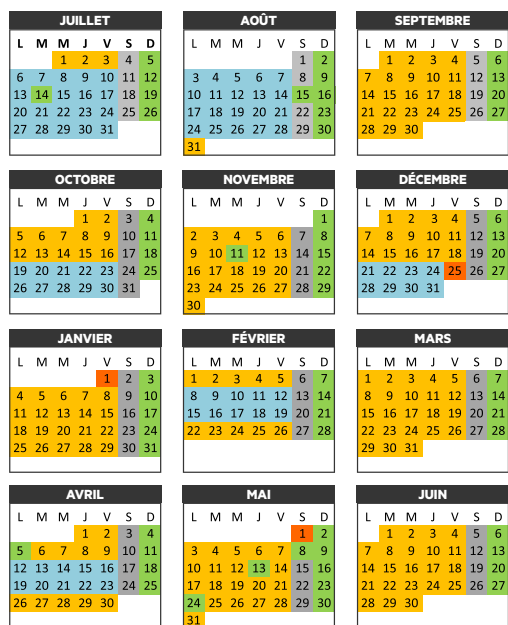 JUILLET
L M M J V S D
1 2 3 4 5
6 7 8 9 10 11 12
13 14 15 16 17 18 19
20 21 22 23 24 25 26
27 28 29 30 31
AOÛT
L M M J V S D
1 2
3 4 5 6 7 8 9
10 11 12 13 14 15 16
17 18 19 20 21 22 23
24 25 26 27 28 29 30
31
SEPTEMBRE
L M M J V S D
1 2 3 4 5 6
7 8 9 10 11 12 13
14 15 16 17 18 19 20
21 22 23 24 25 26 27
28 29 30
OCTOBRE
L M M J V S D
1 2 3 4
5 6 7 8 9 10 11
12 13 14 15 16 17 18
19 20 21 22 23 24 25
26 27 28 29 30 31
NOVEMBRE
L M M J V S D
1
2 3 4 5 6 7 8
9 10 11 12 13 14 15
16 17 18 19 20 21 22
23 24 25 26 27 28 29
30
DÉCEMBRE
L M M J V S D
1 2 3 4 5 6
7 8 9 10 11 12 13
14 15 16 17 18 19 20
21 22 23 24 25 26 27
28 29 30 31
JANVIER
L M M J V S D
1 2 3
4 5 6 7 8 9 10
11 12 13 14 15 16 17
18 19 20 21 22 23 24
25 26 27 28 29 30 31
FÉVRIER
L M M J V S D
1 2 3 4 5 6 7
8 9 10 11 12 13 14
15 16 17 18 19 20 21
22 23 24 25 26 27 28
MARS
L M M J V S D
1 2 3 4 5 6 7
8 9 10 11 12 13 14
15 16 17 18 19 20 21
22 23 24 25 26 27 28
29 30 31
AVRIL
L M M J V S D
1 2 3 4
5 6 7 8 9 10 11
12 13 14 15 16 17 18
19 20 21 22 23 24 25
26 27 28 29 30
MAI
L M M J V S D
1 2
3 4 5 6 7 8 9
10 11 12 13 14 15 16
17 18 19 20 21 22 23
24 25 26 27 28 29 30
31
JUIN
L M M J V S D
1 2 3 4 5 6
7 8 9 10 11 12 13
14 15 16 17 18 19 20
21 22 23 24 25 26 27
28 29 30